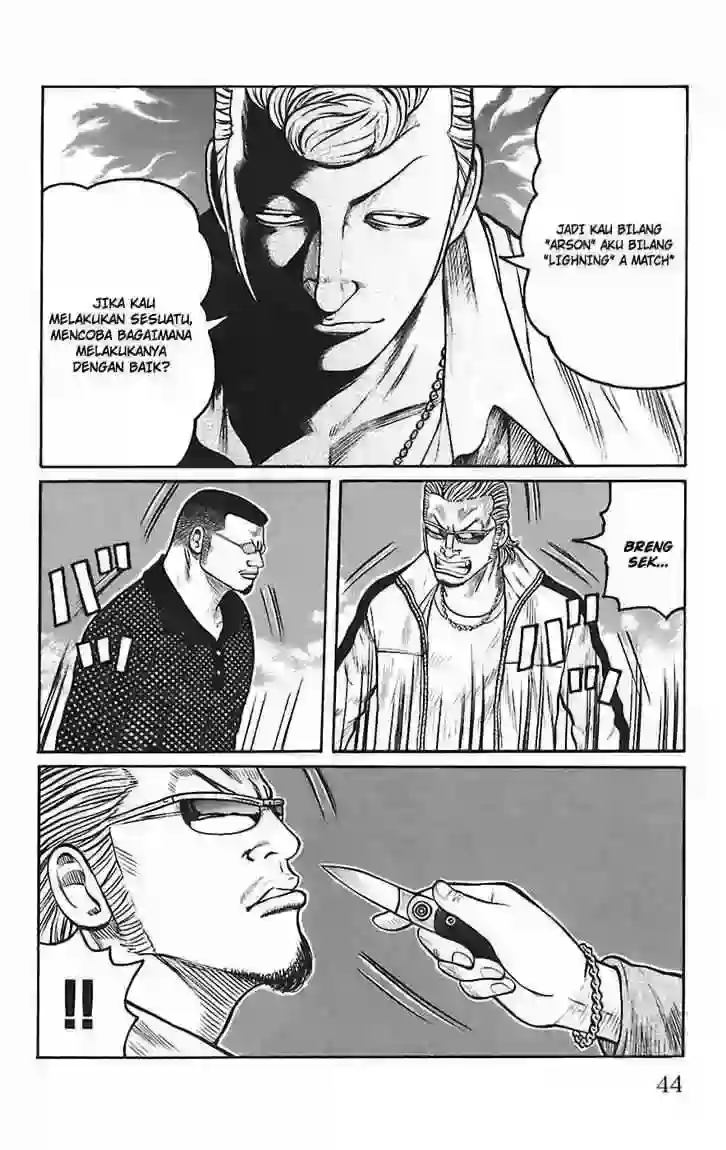 JADI KAU BILANG
"ARSON" AKU BILANG
"LIGHNING" A MATCH"
JIKA KAU
MELAKUKAN SESUATU,
MENCOBA BAGAIMANA
MELAKUKANYA
DENGAN BAIK?
BRENG
SEK...
!!
44